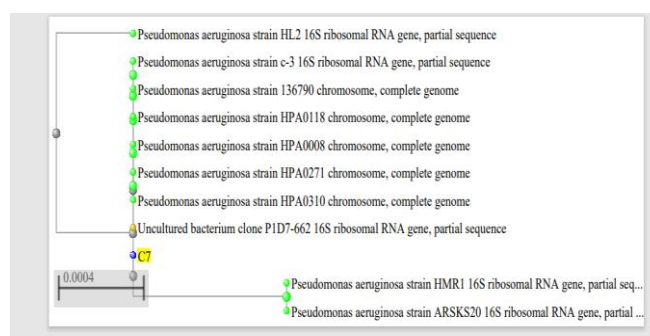 Pseudomonas aeruginosa strain HL2 16S ribosomal RNA gene, partial sequence
Pseudomonas aeruginosa strain c-3 16S ribosomal RNA gene, partial sequence
Pseudomonas aeruginosa strain 136790 chromosome, complete genome
Pseudomonas aeruginosa strain HPA0118 chromosome, complete genome
Pseudomonas aeruginosa strain HPA0008 chromosome, complete genome
Pseudomonas aeruginosa strain HPA0271 chromosome, complete genome
Pseudomonas aeruginosa strain HPA0310 chromosome, complete genome
Uncultured bacterium clone P1D7-662 16S ribosomal RNA gene, partial sequence
C7
0.0004
Pseudomonas aeruginosa strain HMR1 16S ribosomal RNA gene, partial seq...
Pseudomonas aeruginosa strain ARSKS20 16S ribosomal RNA gene, partial ...